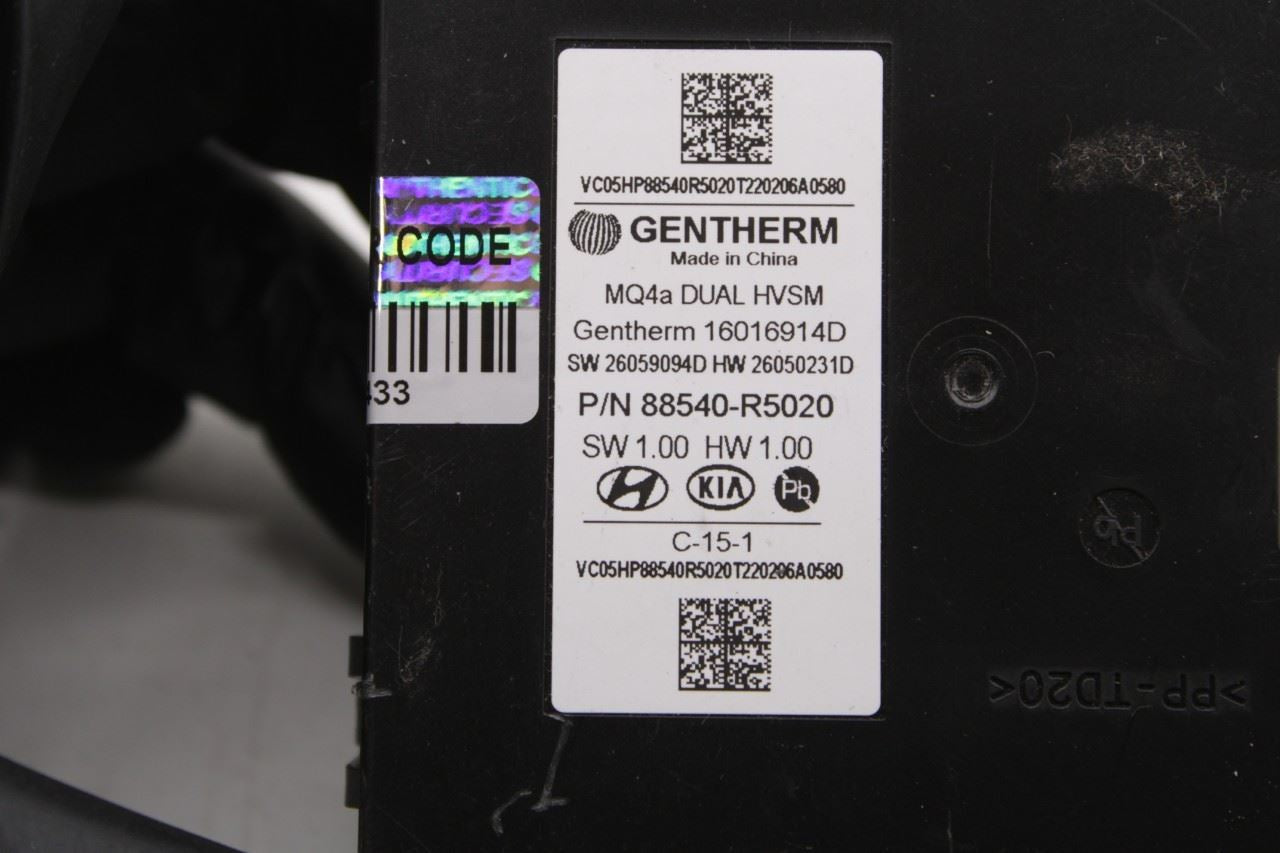 VC05HP88540R5020T220206A0580
GENTHERM
Made in China
MQ4a DUAL HVSM
Gentherm 16016914D
SW 26059094D HW 26050231D
P/N 88540-R5020
SW 1.00 HW 1.00
KIA Pb
C-15-1
VC05HP88540R5020T220206A0580
CODE
433
Pb
>PP-TD20<